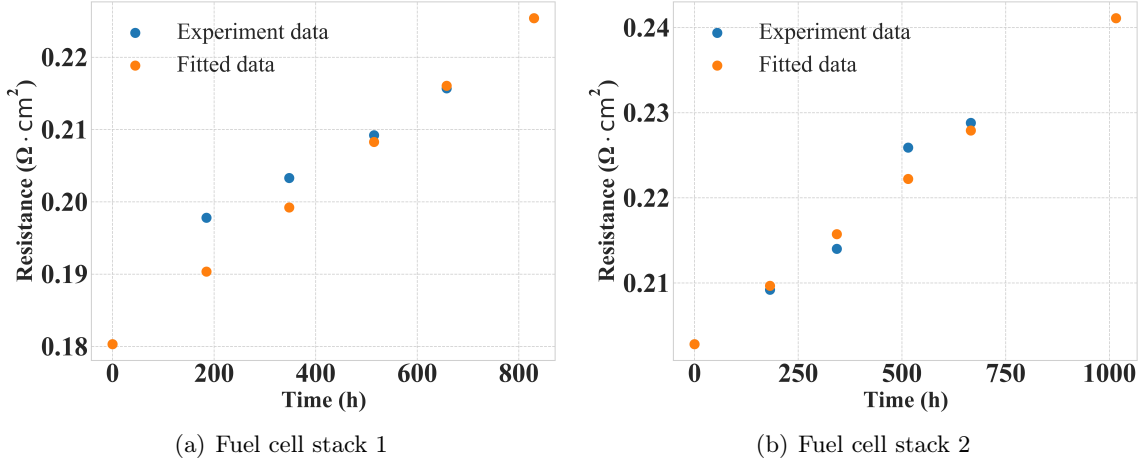 Experiment data
Fitted data
0.22
0.21
0.20
0.19
0.18
Resistance (Ω · cm²)
0
200
400
600
800
Time (h)
(a) Fuel cell stack 1
Experiment data
Fitted data
0.24
0.23
0.22
0.21
Resistance (Ω · cm²)
0
250
500
750
1000
Time (h)
(b) Fuel cell stack 2